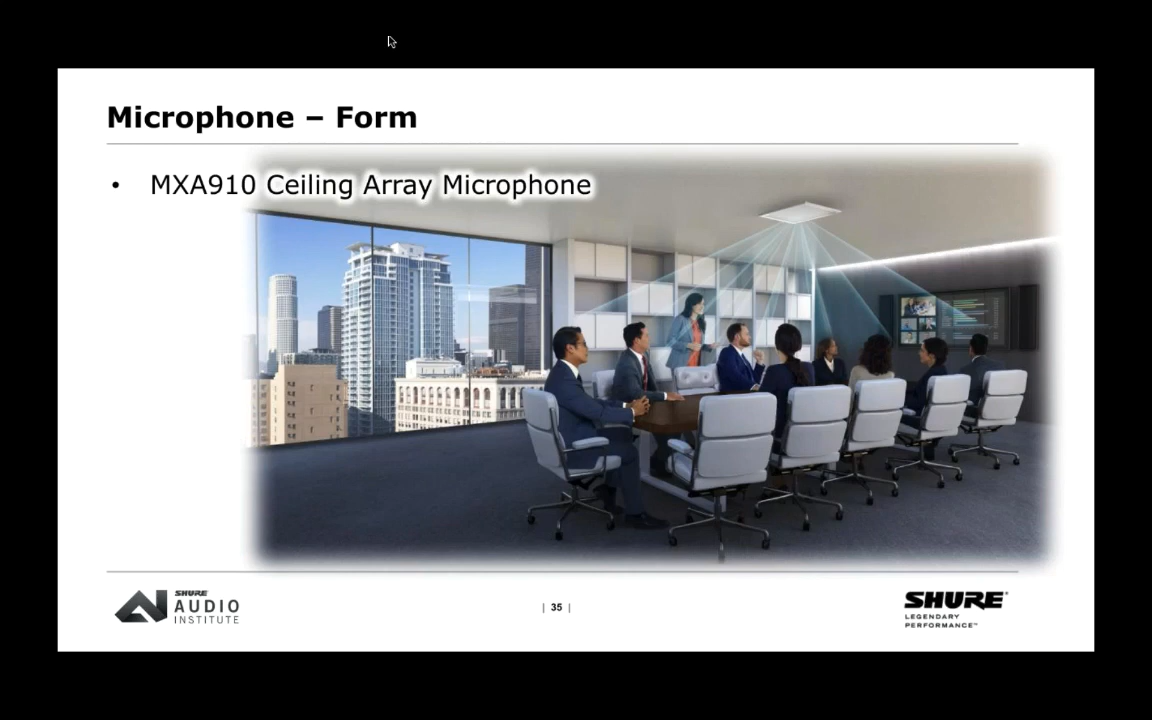 Microphone – Form
• MXA910 Ceiling Array Microphone
SHURE
AUDIO
INSTITUTE
| 35 |
SHURE®
LEGENDARY
PERFORMANCE™